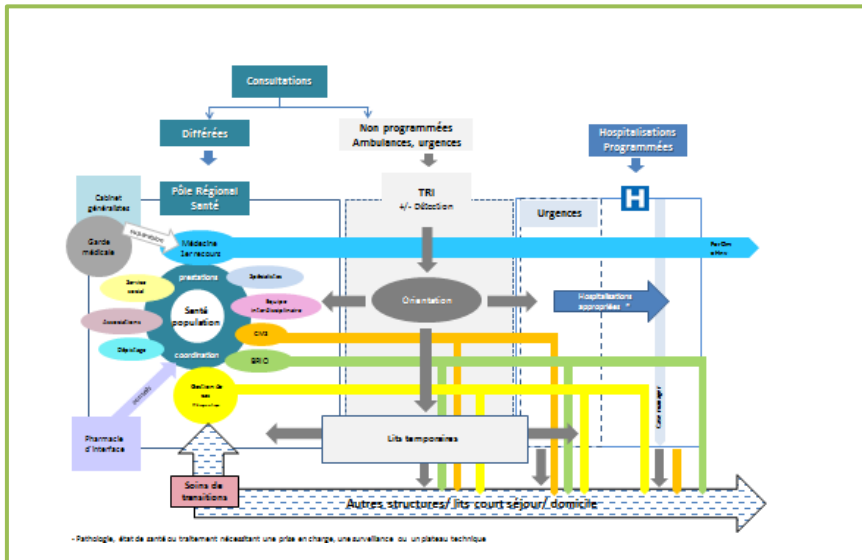 Consultations
Différées
Non programmées
Ambulances, urgences
Hospitalisations
Programmées
Pôle Régional
Santé
TRI
+/- Détection
H
Cabinet
généralistes
Urgences
Garde
médicale
Médecine
1er recours
prestations
Spécialistes
Service
social
Equipe
interdisciplinaire
Santé
population
Orientation
Hospitalisations
appropriées *
Associations
CMS
Dépistage
coordination
BRIO
Gestion de
cas
Case manager
Pharmacie
d'interface
Lits temporaires
Soins de
transitions
Autres structures/ lits court séjour/ domicile
- Pathologie, état de santé ou traitement nécessitant une prise en charge, une surveillance ou un plateau technique